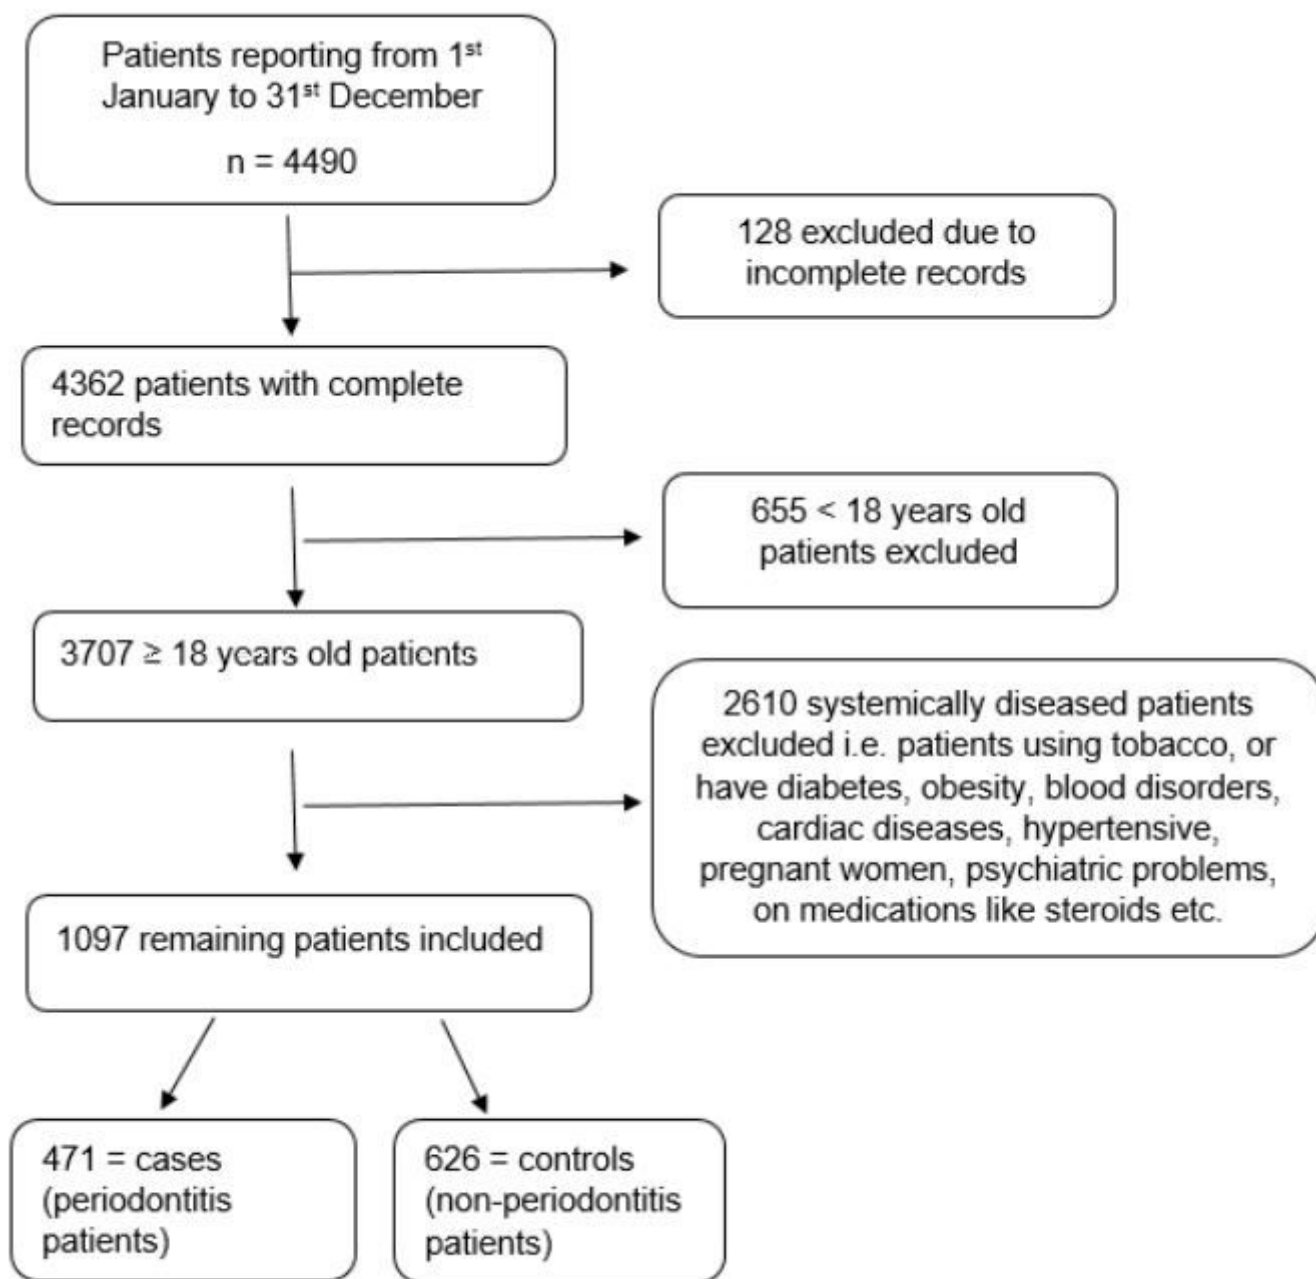 Patients reporting from 1st
January to 31st December
n = 4490
128 excluded due to
incomplete records
4362 patients with complete
records
655 < 18 years old
patients excluded
3707 ≥ 18 years old patients
2610 systemically diseased patients
excluded i.e. patients using tobacco, or
have diabetes, obesity, blood disorders,
cardiac diseases, hypertensive,
pregnant women, psychiatric problems,
on medications like steroids etc.
1097 remaining patients included
471 = cases
(periodontitis
patients)
626 = controls
(non-periodontitis
patients)